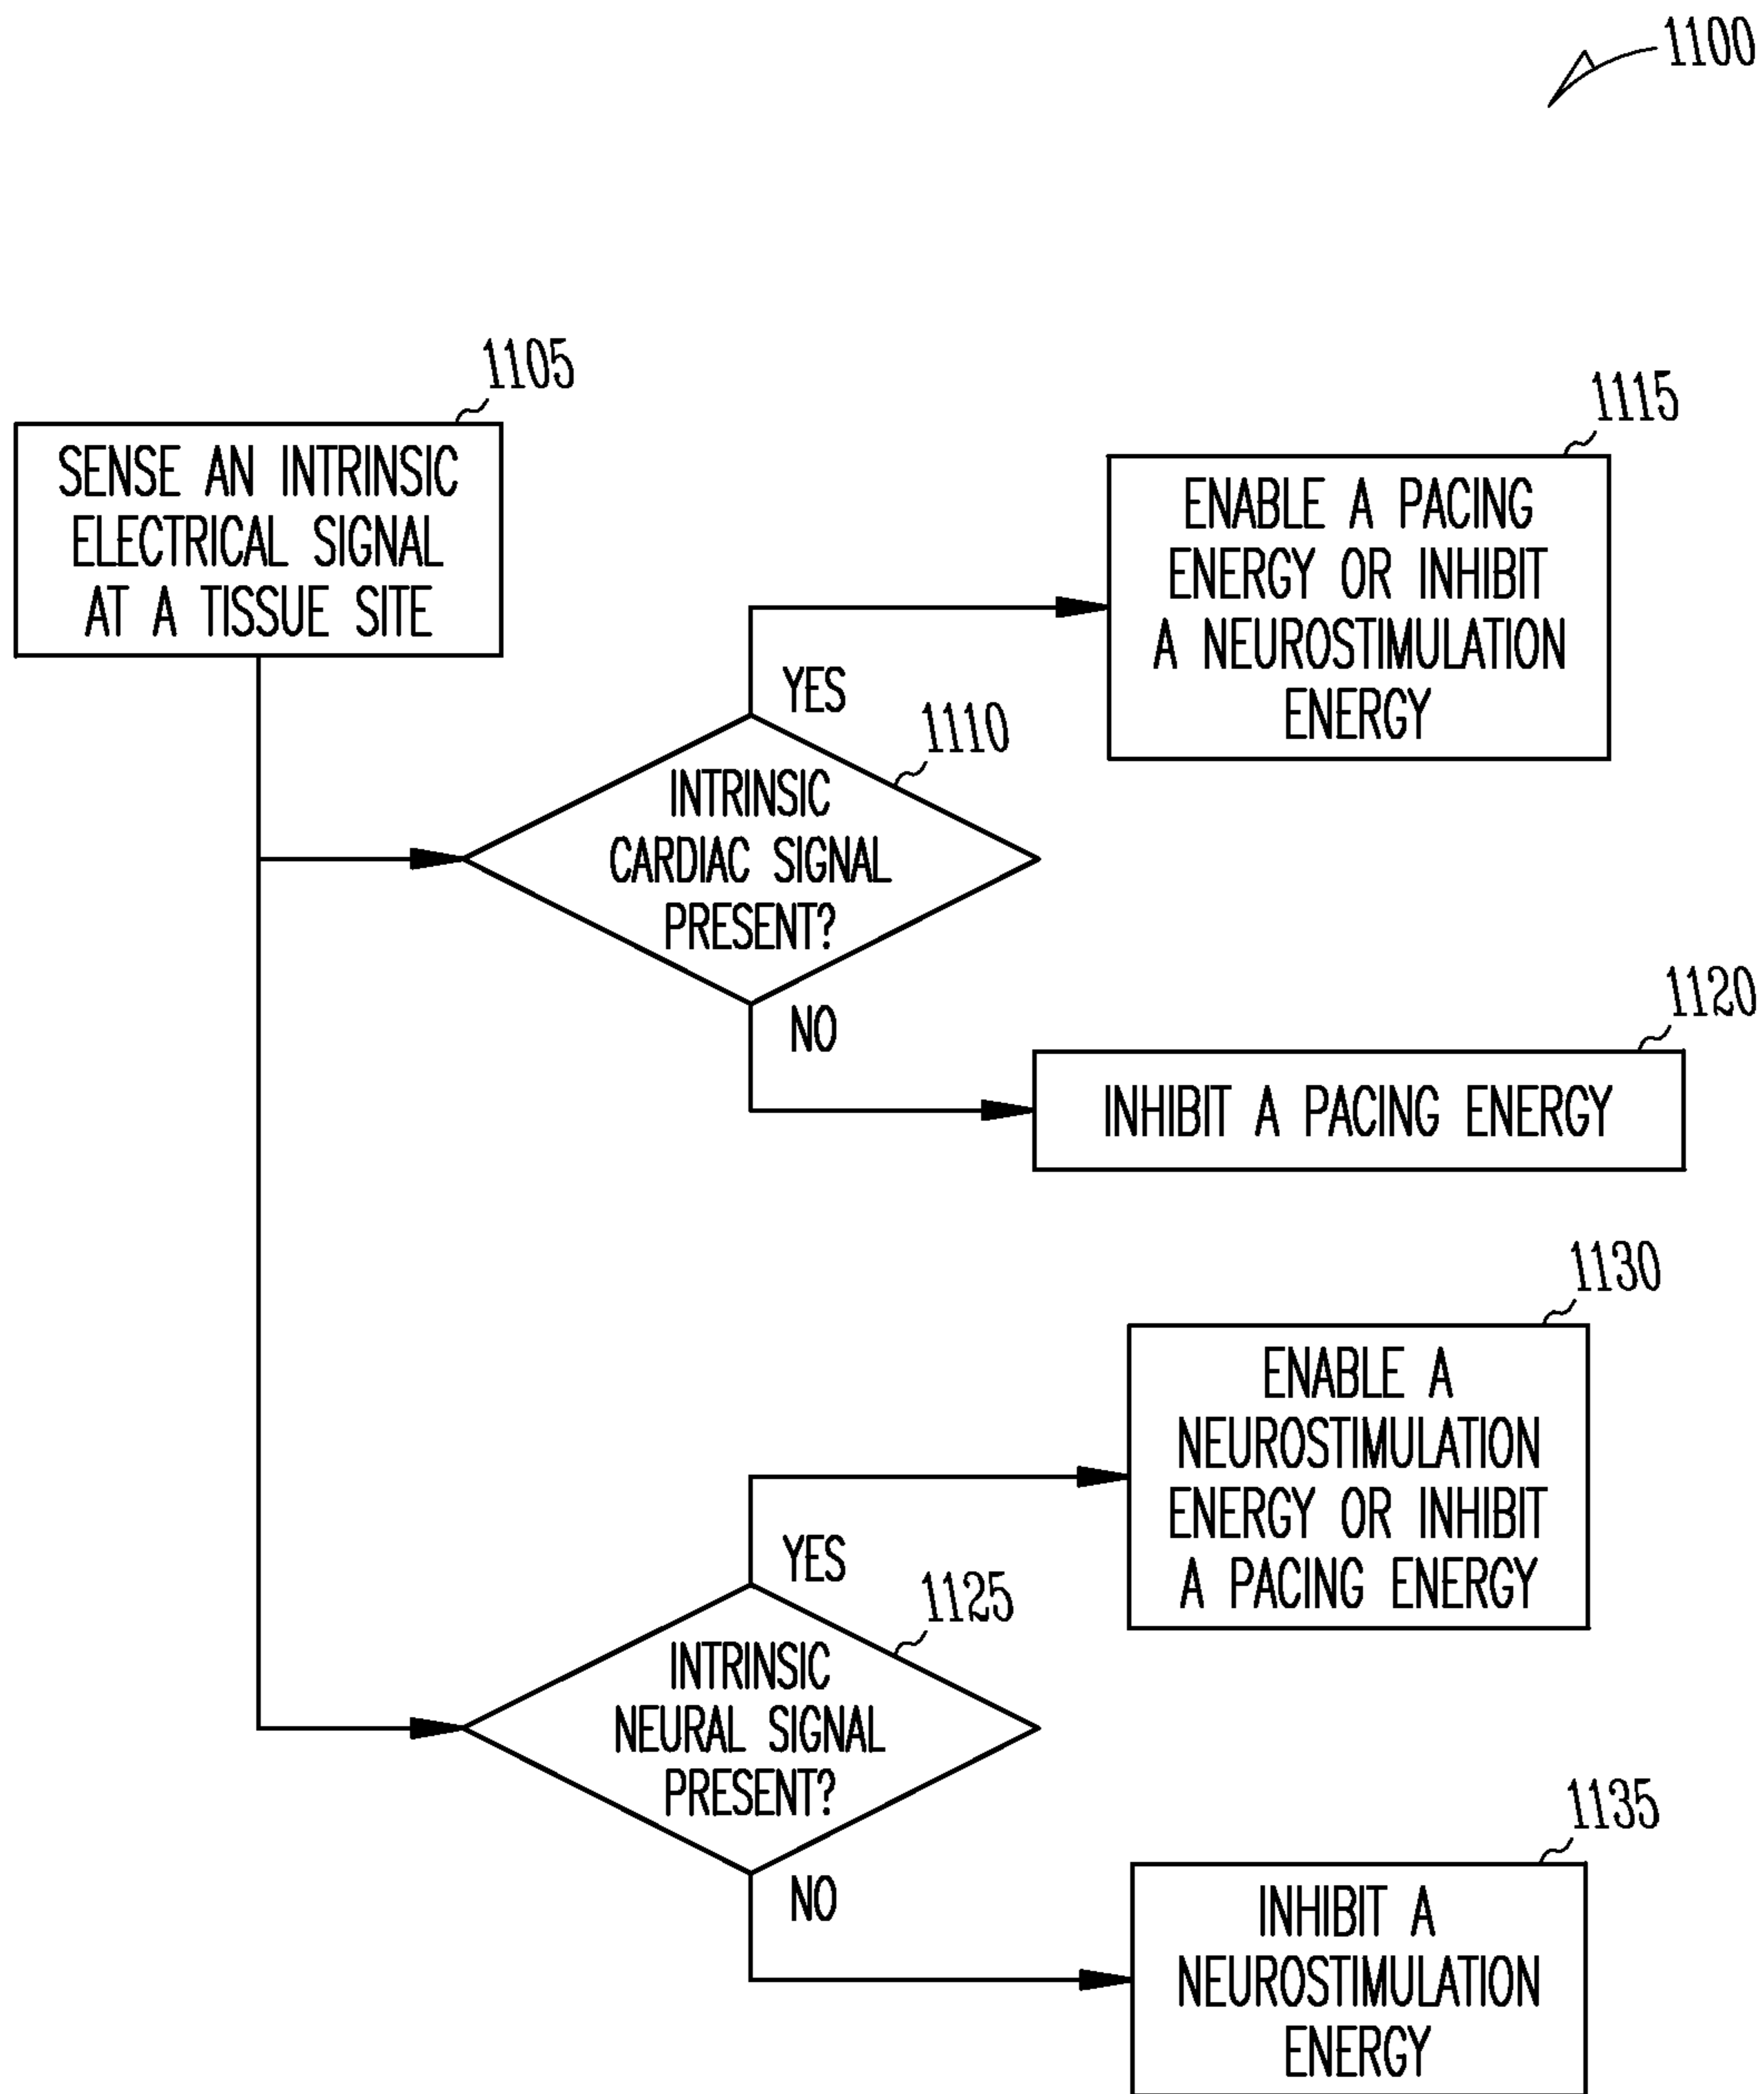 1100
1105
SENSE AN INTRINSIC
ELECTRICAL SIGNAL
AT A TISSUE SITE
1115
ENABLE A PACING
ENERGY OR INHIBIT
A NEUROSTIMULATION
ENERGY
YES
1110
INTRINSIC
CARDIAC SIGNAL
PRESENT?
NO
1120
INHIBIT A PACING ENERGY
1130
ENABLE A
NEUROSTIMULATION
ENERGY OR INHIBIT
A PACING ENERGY
YES
1125
INTRINSIC
NEURAL SIGNAL
PRESENT?
NO
1135
INHIBIT A
NEUROSTIMULATION
ENERGY